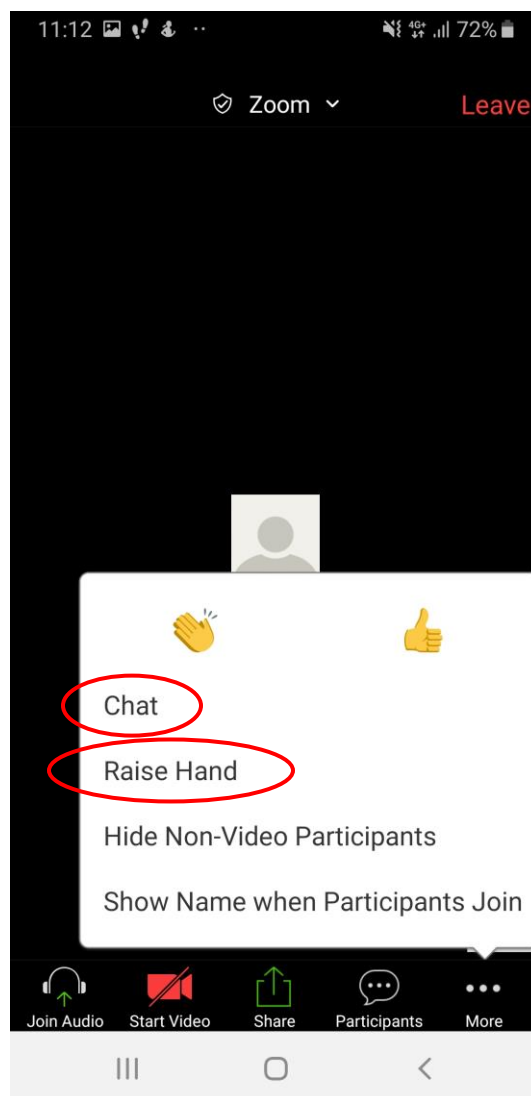 11:12 72%
Zoom Leave
Chat
Raise Hand
Hide Non-Video Participants
Show Name when Participants Join
Join Audio Start Video Share Participants More